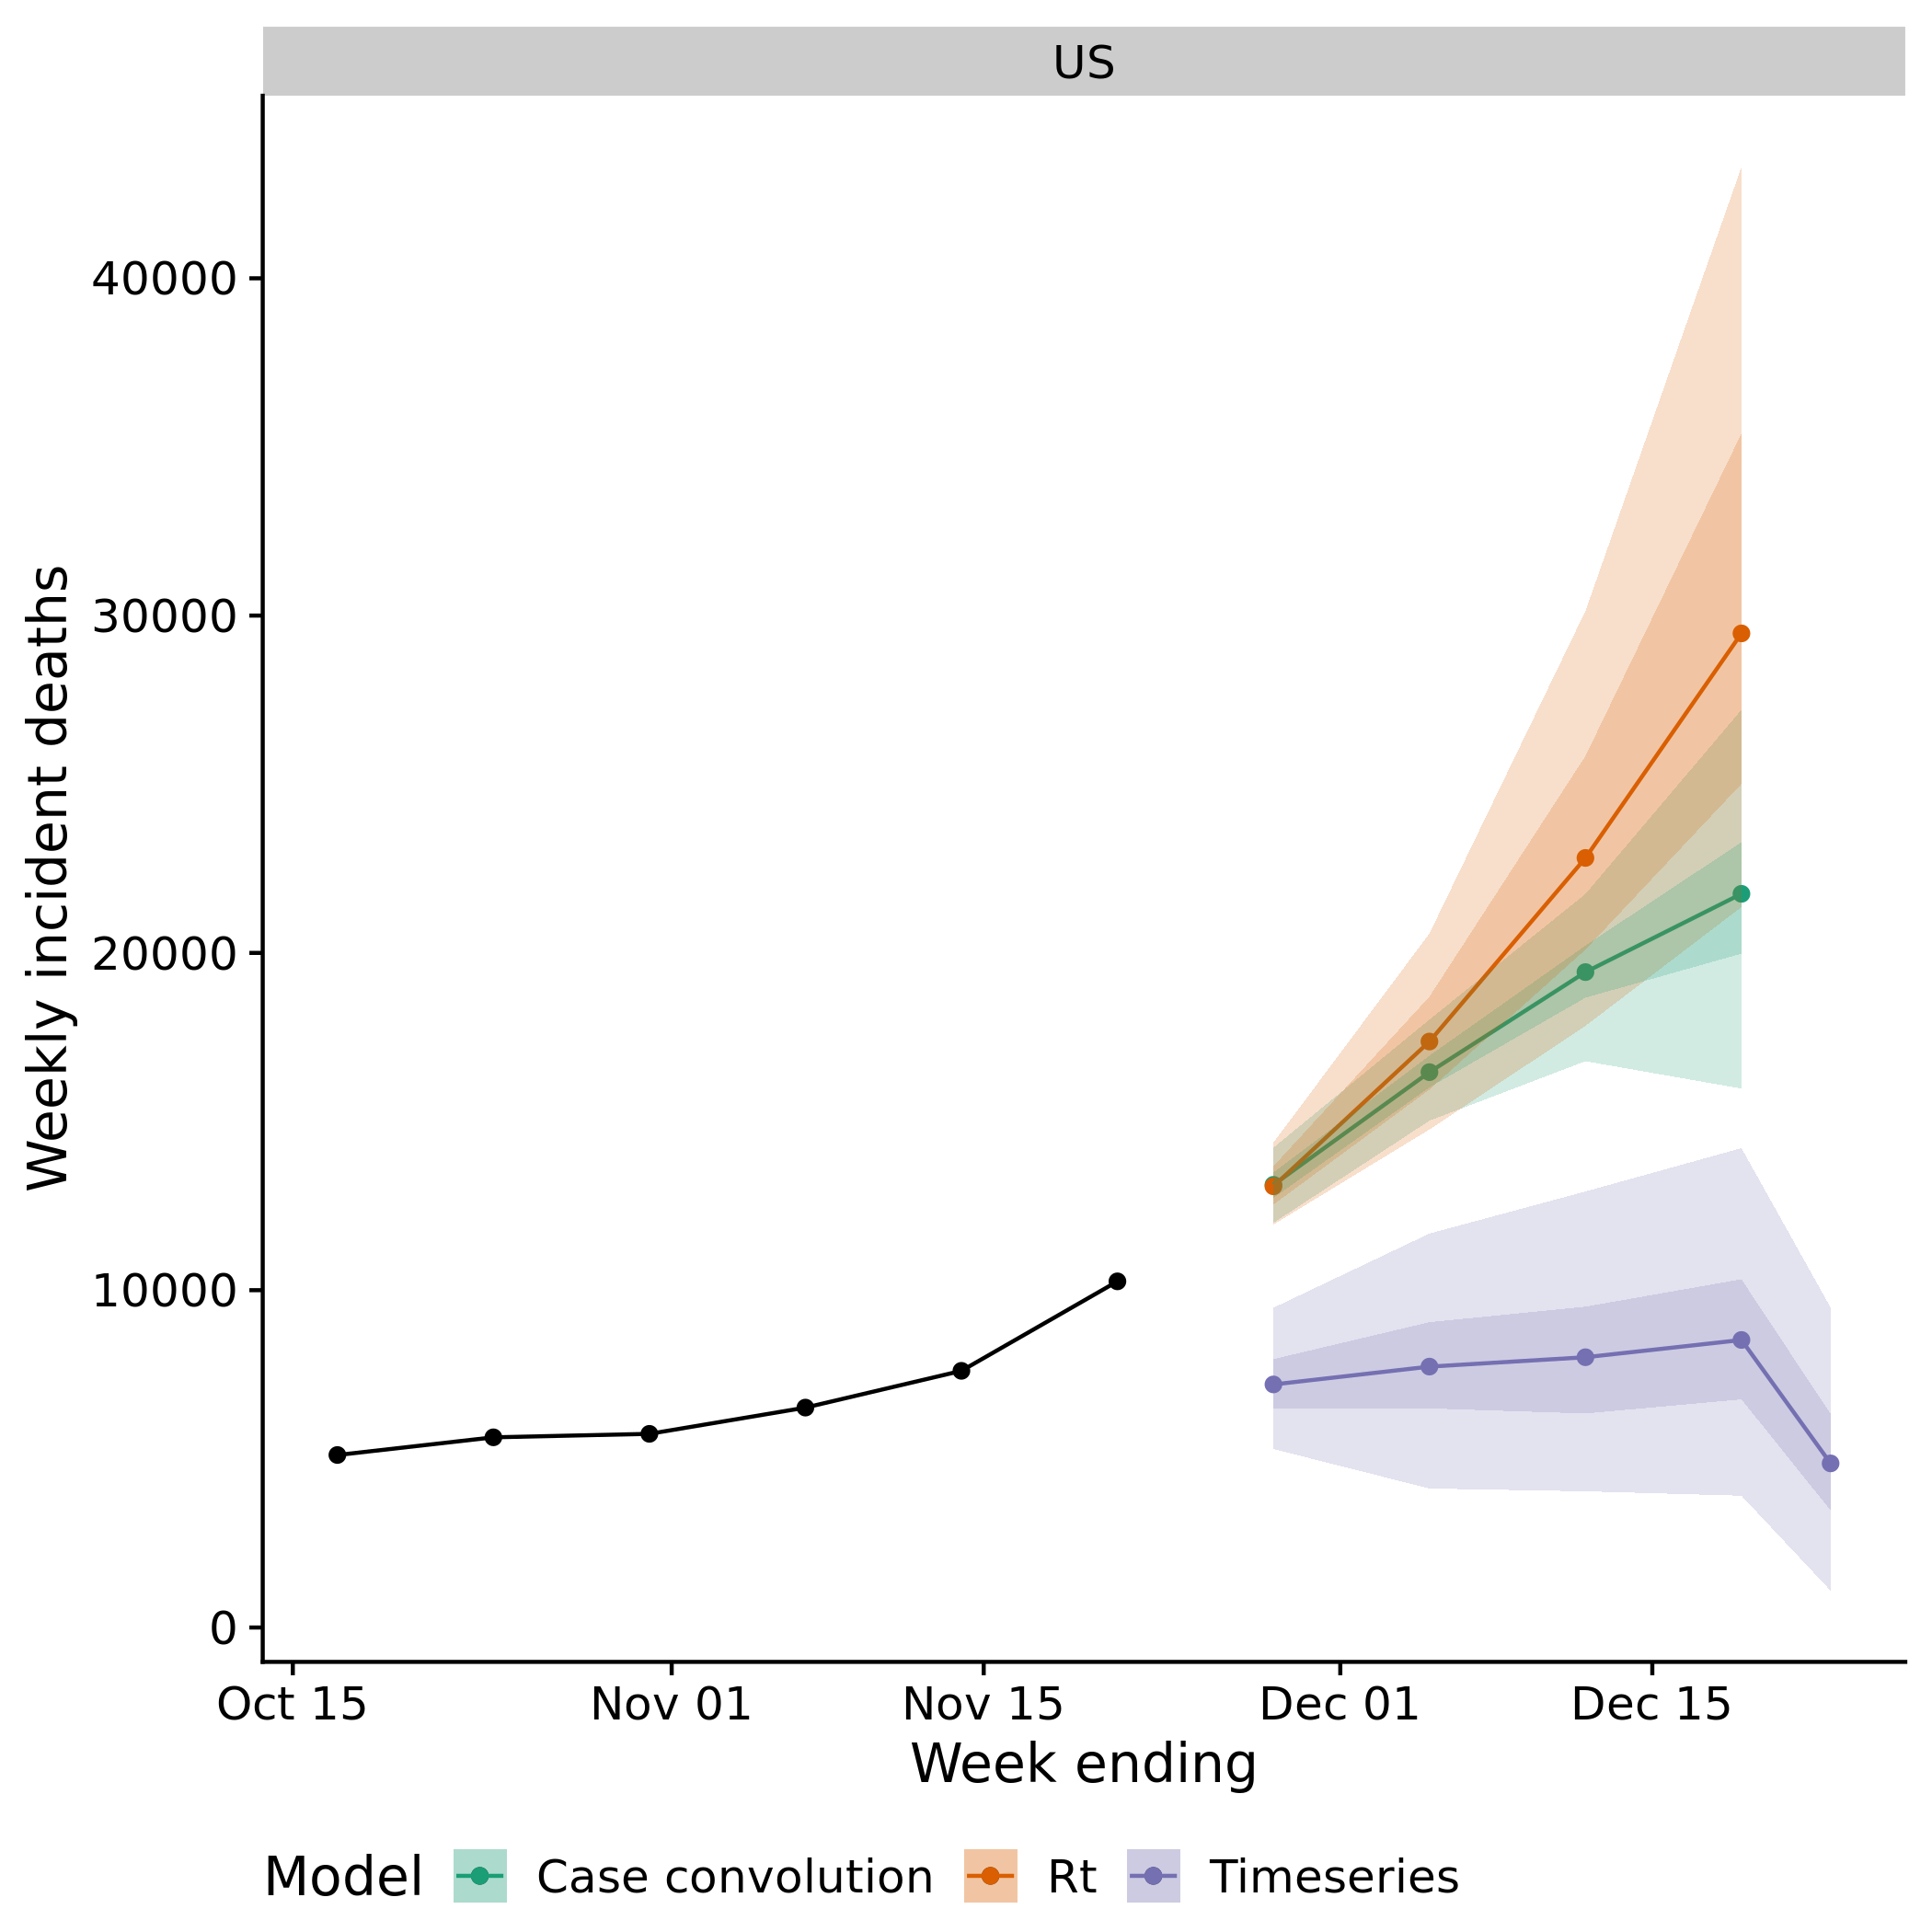 US
Weekly incident deaths
40000
30000
20000
10000
0
Oct 15 Nov 01 Nov 15 Dec 01 Dec 15
Week ending
Model Case convolution Rt Timeseries